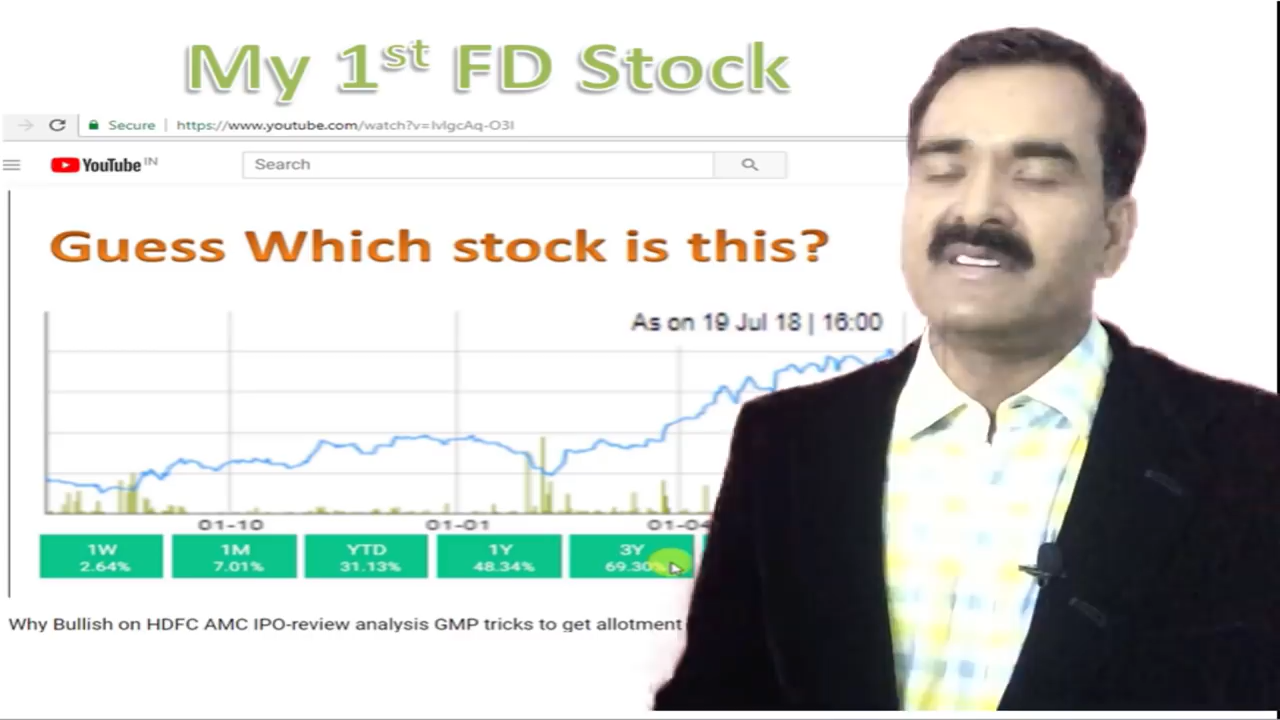 My 1st FD Stock
Secure | https://www.youtube.com/watch?v=IvIgcAq-O3I
YouTube IN
Search
Guess Which stock is this?
As on 19 Jul 18 | 16:00
01-10 01-01 01-04
1W 1M YTD 1Y 3Y
2.64% 7.01% 31.13% 48.34% 69.30%
Why Bullish on HDFC AMC IPO-review analysis GMP tricks to get allotment